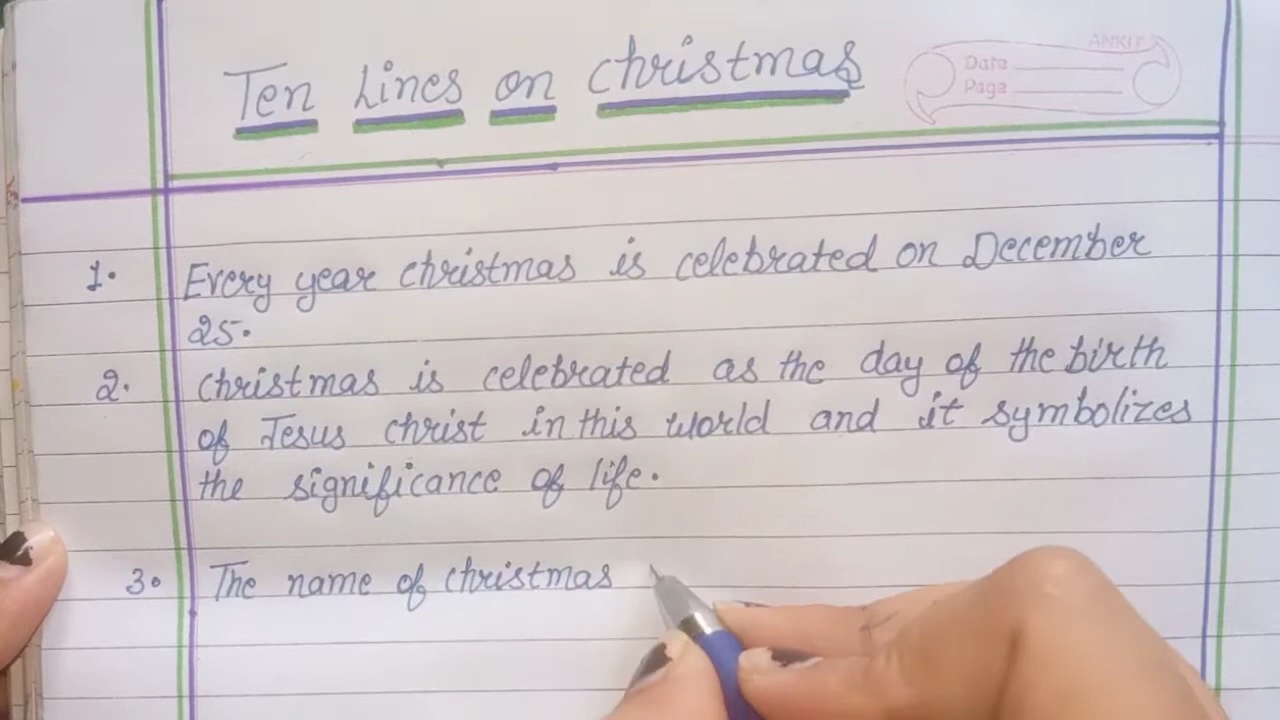 Ten Lines on christmas
ANKIT
Date
Page
1. Every year christmas is celebrated on December
25.
2. christmas is celebrated as the day of the birth
of Jesus christ in this world and it symbolizes
the significance of life.
3. The name of christmas